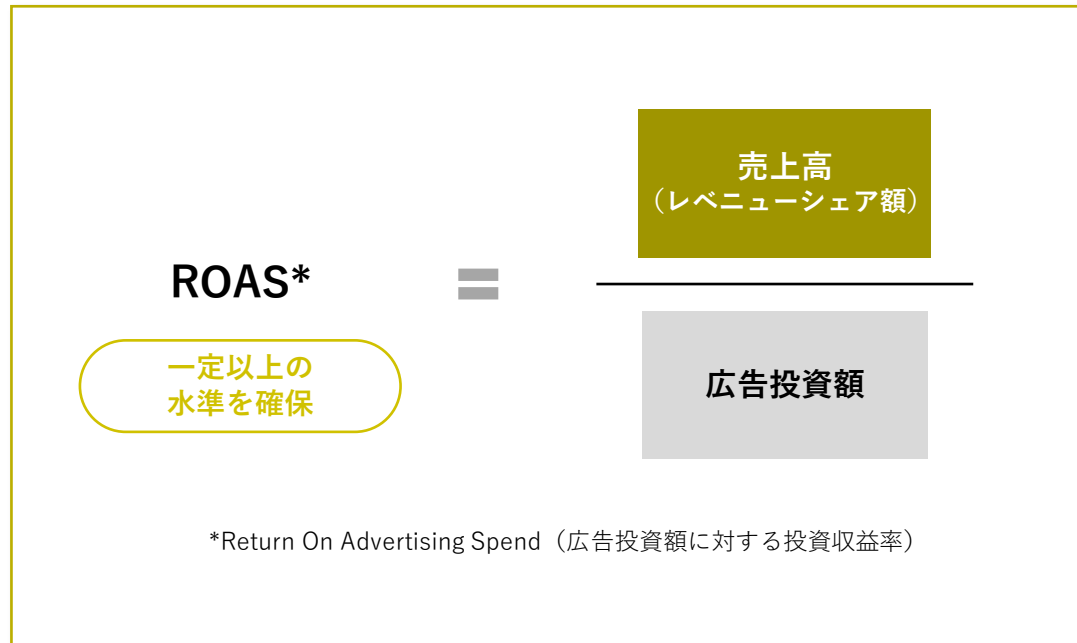 売上高
（レベニューシェア額）
ROAS*
=
一定以上の
水準を確保
広告投資額
*Return On Advertising Spend（広告投資額に対する投資収益率）